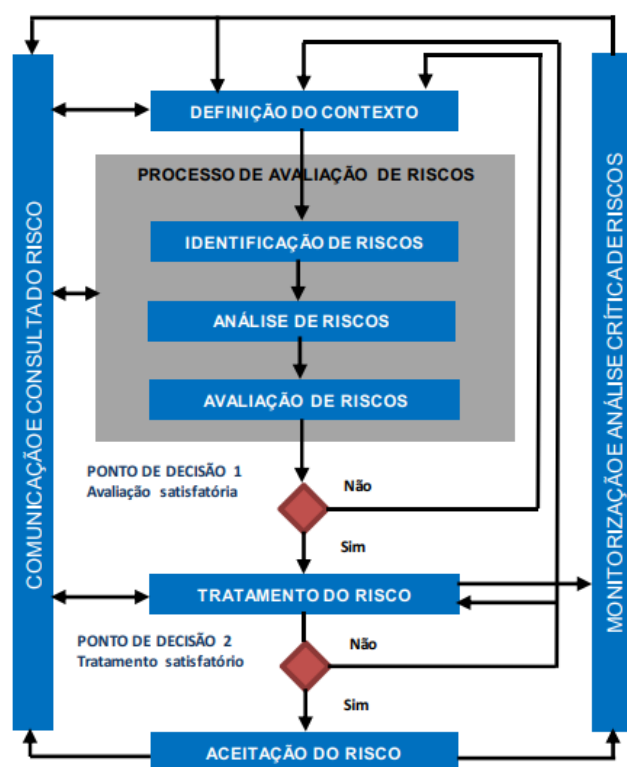 DEFINIÇÃO DO CONTEXTO
PROCESSO DE AVALIAÇÃO DE RISCOS
IDENTIFICAÇÃO DE RISCOS
ANÁLISE DE RISCOS
AVALIAÇÃO DE RISCOS
PONTO DE DECISÃO 1
Avaliação satisfatória
Não
Sim
TRATAMENTO DO RISCO
PONTO DE DECISÃO 2
Tratamento satisfatório
Não
Sim
ACEITAÇÃO DO RISCO
COMUNICAÇÃO E CONSULTA DO RISCO
MONITORIZAÇÃO E ANÁLISE CRÍTICA DE RISCOS